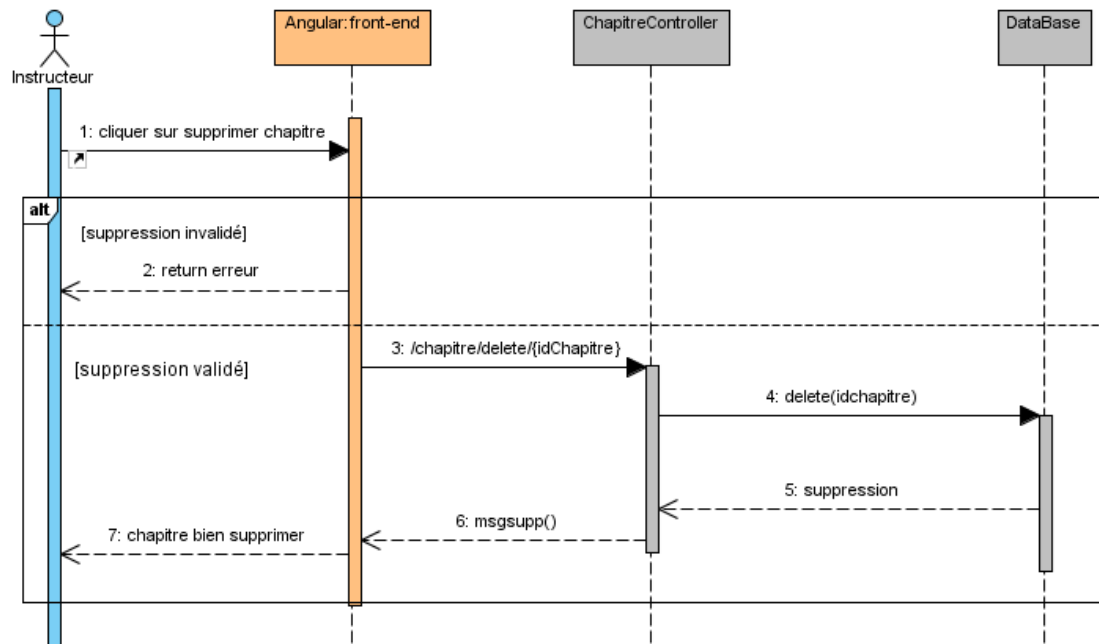 Angular:front-end
ChapitreController
DataBase
Instructeur
1: cliquer sur supprimer chapitre
alt
[suppression invalidé]
2: return erreur
3: /chapitre/delete/{idChapitre}
[suppression validé]
4: delete(idchapitre)
5: suppression
6: msgsupp()
7: chapitre bien supprimer